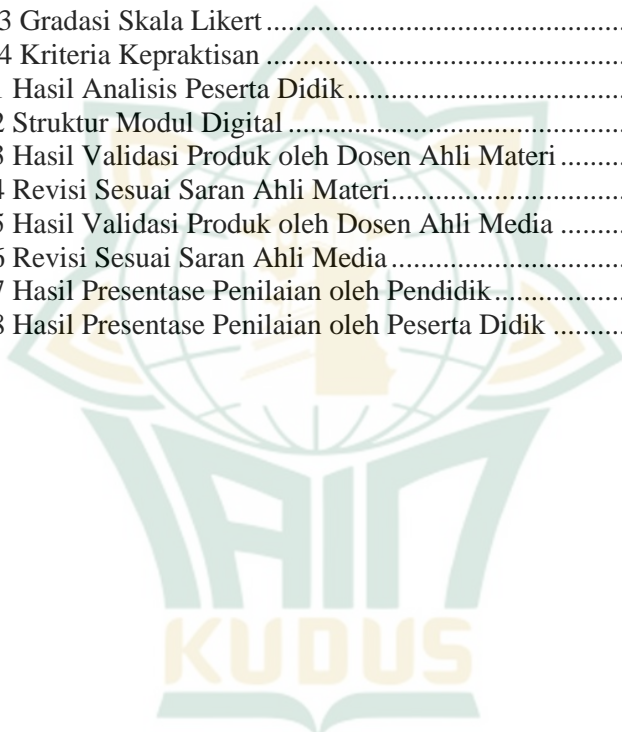 3 Gradasi Skala Likert ..................................................
4 Kriteria Kepraktisan ..................................................
1 Hasil Analisis Peserta Didik ........................................
2 Struktur Modul Digital ................................................
3 Hasil Validasi Produk oleh Dosen Ahli Materi .........
4 Revisi Sesuai Saran Ahli Materi..................................
5 Hasil Validasi Produk oleh Dosen Ahli Media .........
6 Revisi Sesuai Saran Ahli Media..................................
7 Hasil Presentase Penilaian oleh Pendidik...................
8 Hasil Presentase Penilaian oleh Peserta Didik ..........
IAIN
KUDUS